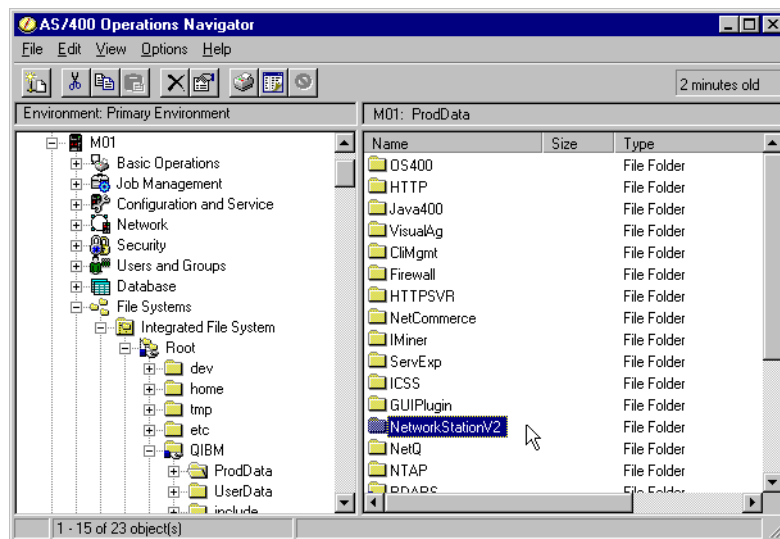 AS/400 Operations Navigator
File Edit View Options Help
2 minutes old
Environment: Primary Environment
M01: ProdData
M01
Basic Operations
Job Management
Configuration and Service
Network
Security
Users and Groups
Database
File Systems
Integrated File System
Root
dev
home
tmp
etc
QIBM
ProdData
UserData
include
Name Size Type
OS400 File Folder
HTTP File Folder
Java400 File Folder
VisualAg File Folder
CliMgmt File Folder
Firewall File Folder
HTTPSVR File Folder
NetCommerce File Folder
IMiner File Folder
ServExp File Folder
ICSS File Folder
GUIPlugin File Folder
NetworkStationV2 File Folder
NetQ File Folder
NTAP File Folder
File Folder
1 - 15 of 23 object(s)